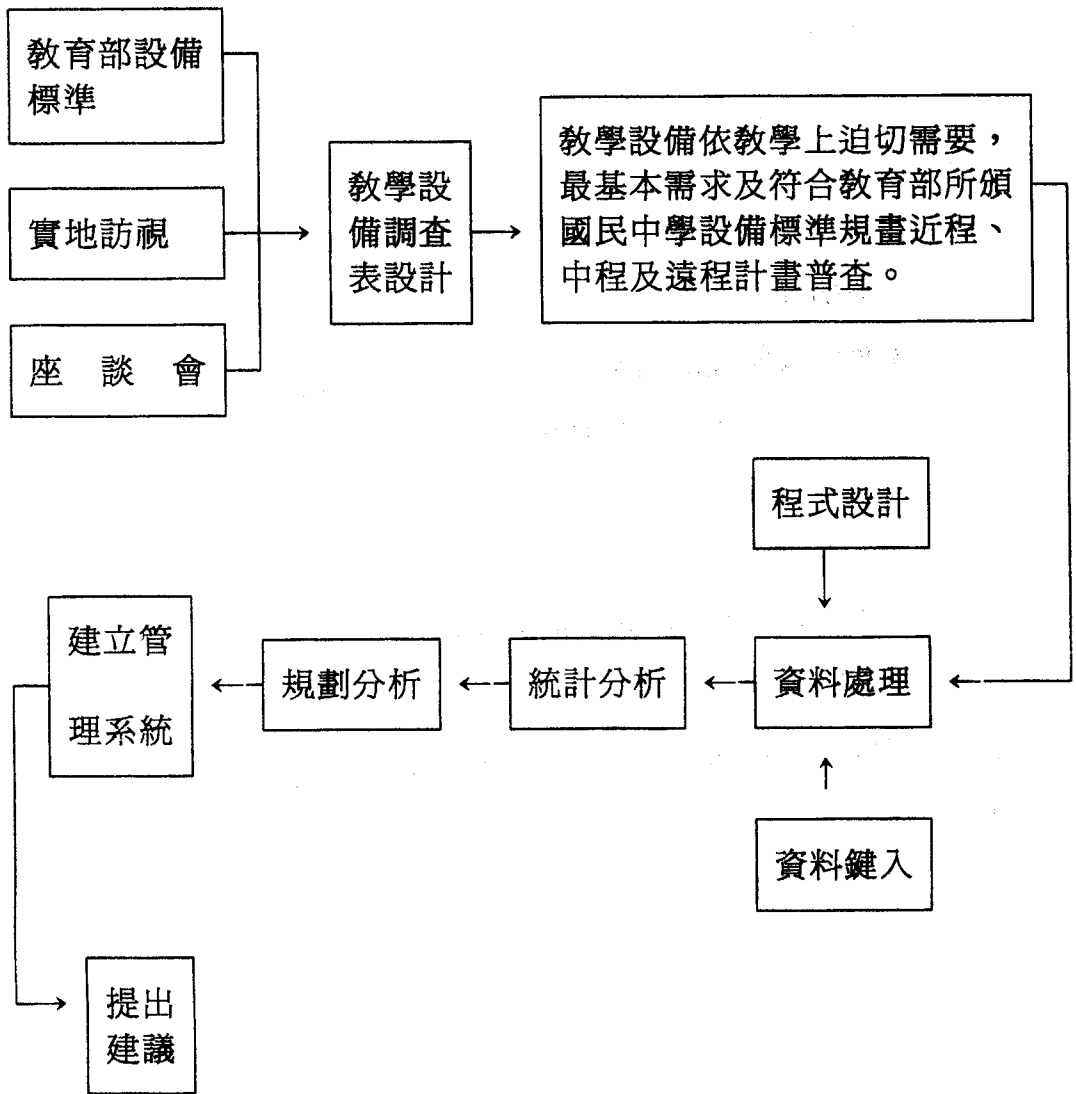 教育部設備
標準
實地訪視
座談會
教學設
備調查
表設計
教學設備依教學上迫切需要，
最基本需求及符合教育部所頒
國民中學設備標準規畫近程、
中程及遠程計畫普查。
程式設計
資料處理
資料鍵入
統計分析
規劃分析
建立管
理系統
提出
建議